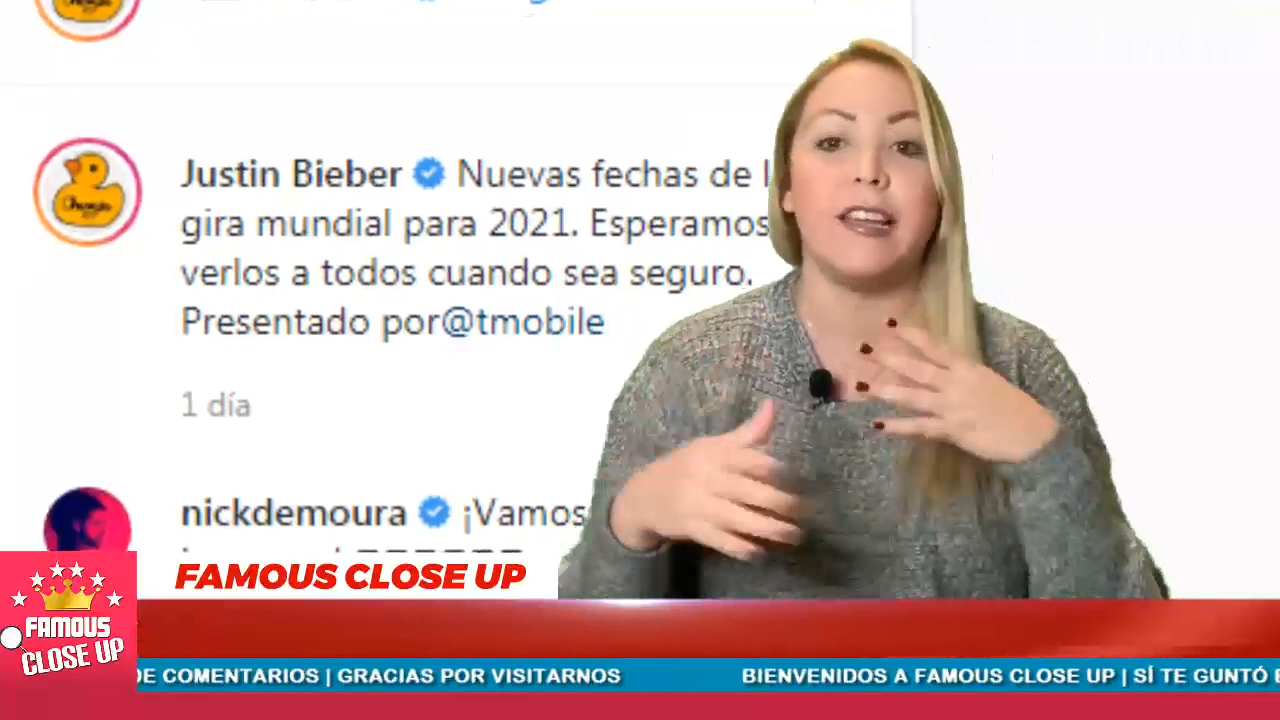 Justin Bieber Nuevas fechas de l
gira mundial para 2021. Esperamos
verlos a todos cuando sea seguro.
Presentado por@tmobile
1 día
nickdemoura ¡Vamos
FAMOUS CLOSE UP
FAMOUS
CLOSE UP
DE COMENTARIOS | GRACIAS POR VISITARNOS BIENVENIDOS A FAMOUS CLOSE UP | SÍ TE GUNTÓ E